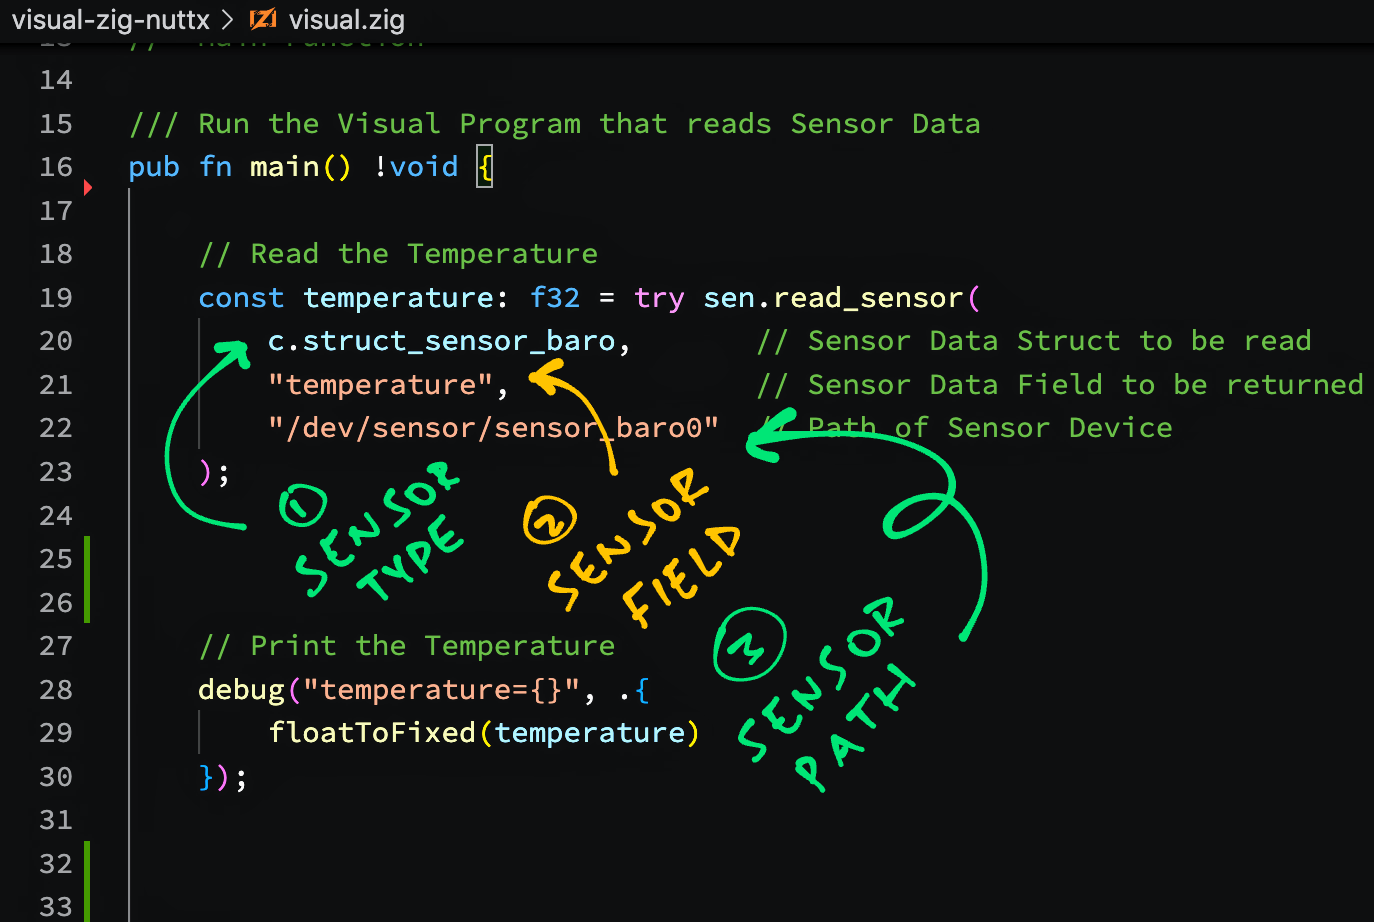 visual-zig-nuttx > visual.zig
13 // Main Function
14
15 /// Run the Visual Program that reads Sensor Data
16 pub fn main() !void {
17
18 // Read the Temperature
19 const temperature: f32 = try sen.read_sensor(
20 c.struct_sensor_baro, // Sensor Data Struct to be read
21 "temperature", // Sensor Data Field to be returned
22 "/dev/sensor/sensor_baro0" // Path of Sensor Device
23 );
24
25
26
27 // Print the Temperature
28 debug("temperature={}", .{
29 floatToFixed(temperature)
30 });
31
32
33
1 SENSOR
TYPE
2 SENSOR
FIELD
3 SENSOR
PATH